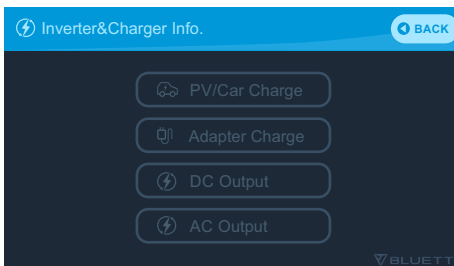 Inverter&Charger Info.
BACK
PV/Car Charge
Adapter Charge
DC Output
AC Output
BLUETT